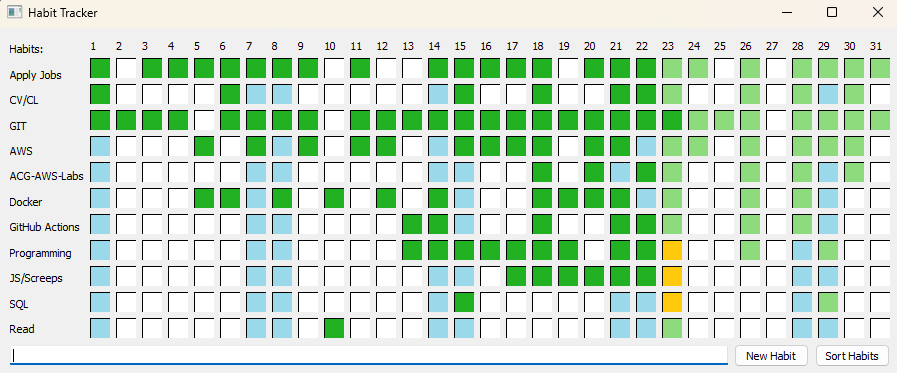 Habit Tracker
Habits: 1 2 3 4 5 6 7 8 9 10 11 12 13 14 15 16 17 18 19 20 21 22 23 24 25 26 27 28 29 30 31
Apply Jobs
CV/CL
GIT
AWS
ACG-AWS-Labs
Docker
GitHub Actions
Programming
JS/Screeps
SQL
Read
New Habit Sort Habits